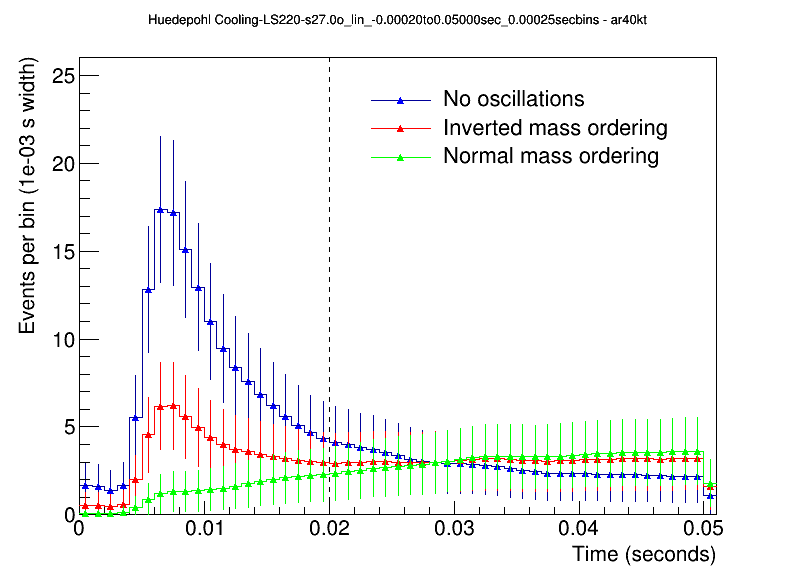 Huedepohl Cooling-LS220-s27.0o_lin_-0.00020to0.05000sec_0.00025secbins - ar40kt
Events per bin (1e-03 s width)
25
20
15
10
5
0
No oscillations
Inverted mass ordering
Normal mass ordering
0 0.01 0.02 0.03 0.04 0.05
Time (seconds)